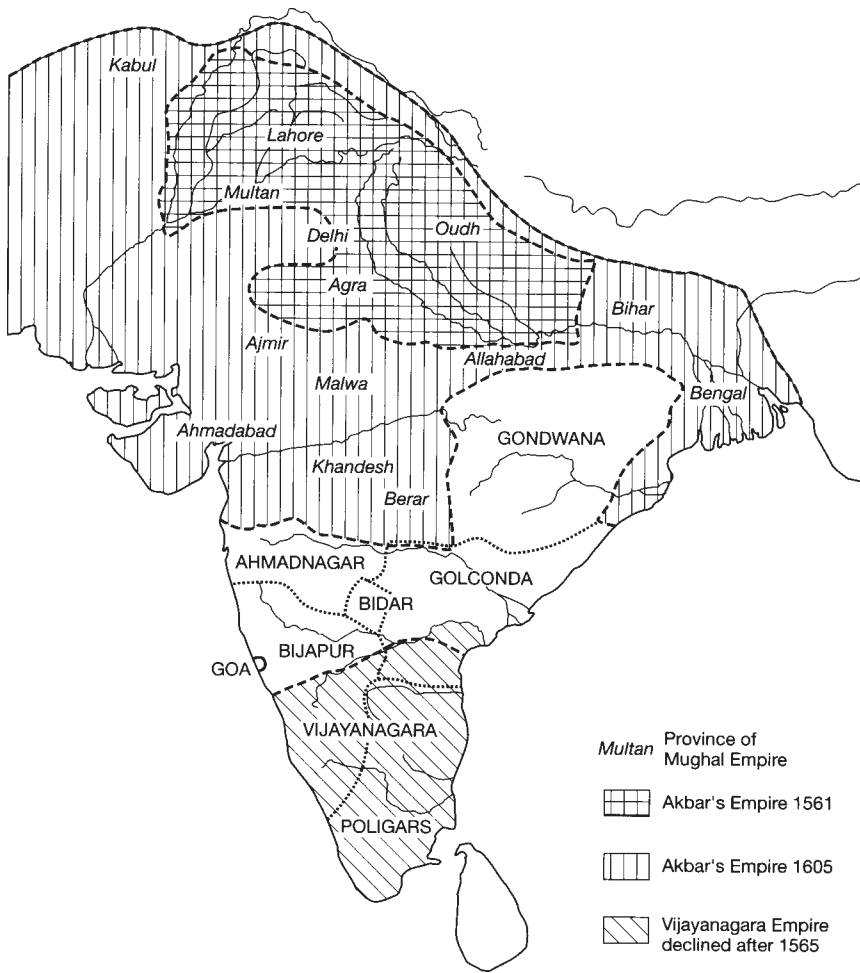 Kabul
Lahore
Multan
Delhi
Oudh
Agra
Bihar
Ajmir
Allahabad
Malwa
Bengal
Ahmadabad
GONDWANA
Khandesh
Berar
AHMADNAGAR
GOLCONDA
BIDAR
BIJAPUR
GOA
VIJAYANAGARA
POLIGARS
Multan
Province of
Mughal Empire
Akbar's Empire 1561
Akbar's Empire 1605
Vijayanagara Empire
declined after 1565